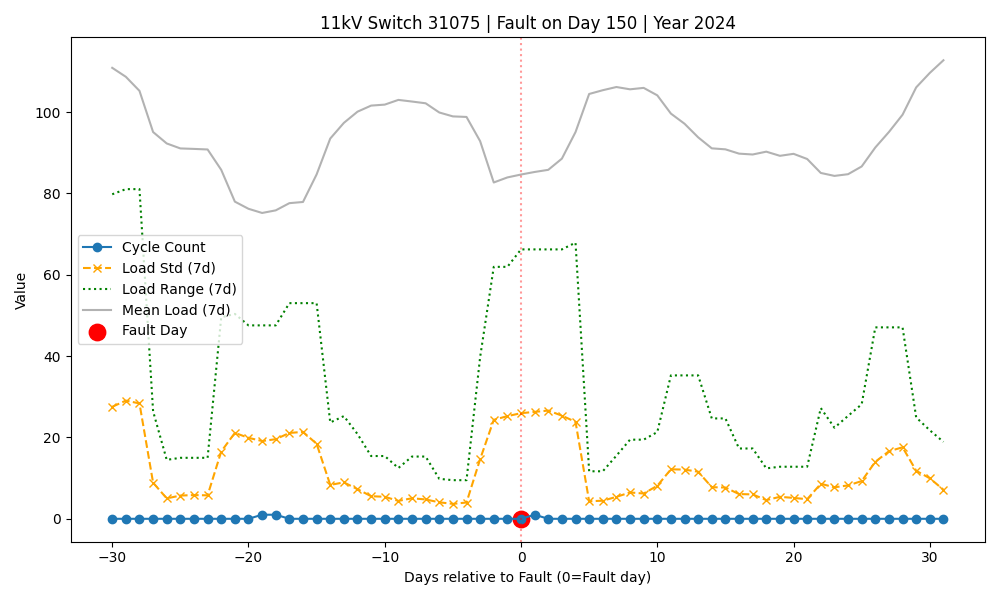 11kV Switch 31075 | Fault on Day 150 | Year 2024
Value
100
80
60
40
20
0
Cycle Count
Load Std (7d)
Load Range (7d)
Mean Load (7d)
Fault Day
−30
−20
−10
0
10
20
30
Days relative to Fault (0=Fault day)